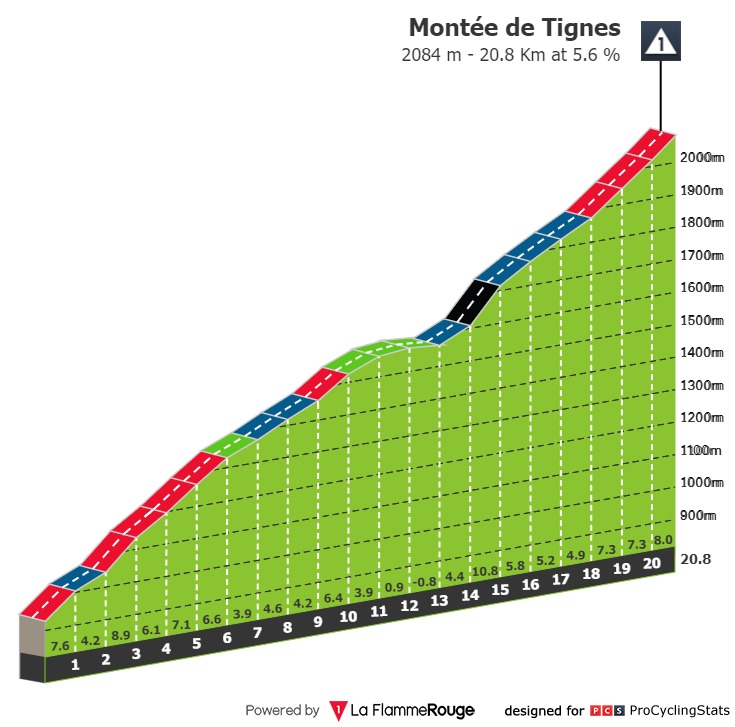 Montée de Tignes
2084 m - 20.8 Km at 5.6 %
1
2000m
1900m
1800m
1700m
1600m
1500m
1400m
1300m
1200m
1100m
1000m
900m
20.8
7.6 4.2 8.9 6.1 7.1 6.6 3.9 4.6 4.2 6.4 3.9 0.9 -0.8 4.4 10.8 5.8 5.2 4.9 7.3 7.3 8.0
1 2 3 4 5 6 7 8 9 10 11 12 13 14 15 16 17 18 19 20
Powered by 1 La FlammeRouge designed for PCS ProCyclingStats